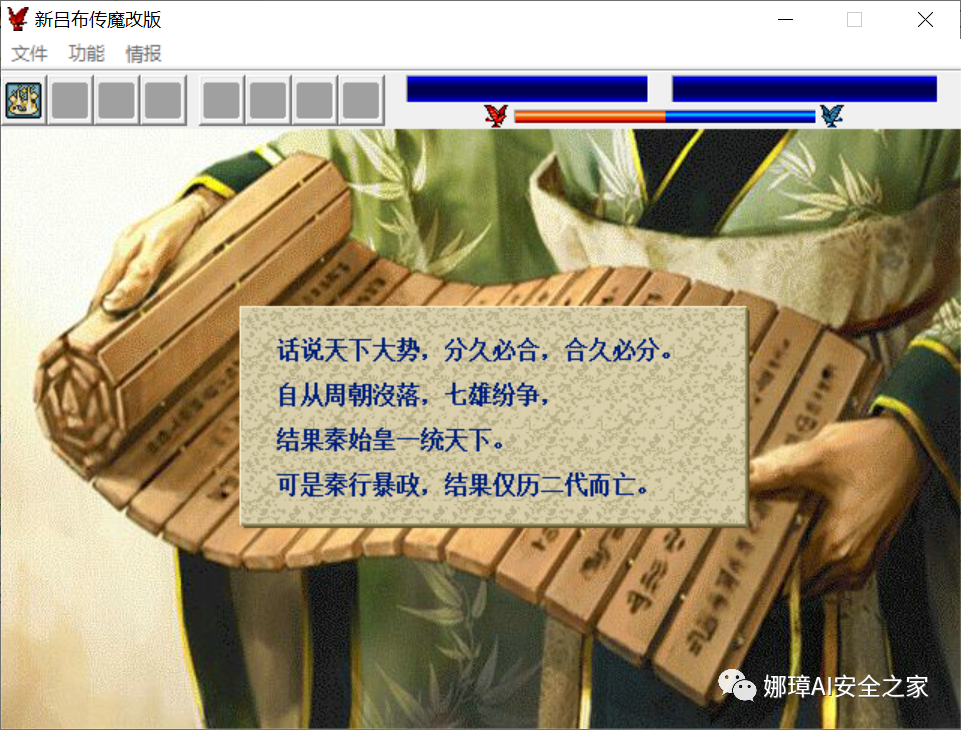 新吕布传魔改版
文件 功能 情报
话说天下大势，分久必合，合久必分。
自从周朝沒落，七雄纷争，
结果秦始皇一统天下。
可是秦行暴政，结果仅历二代而亡。
娜璋AI安全之家